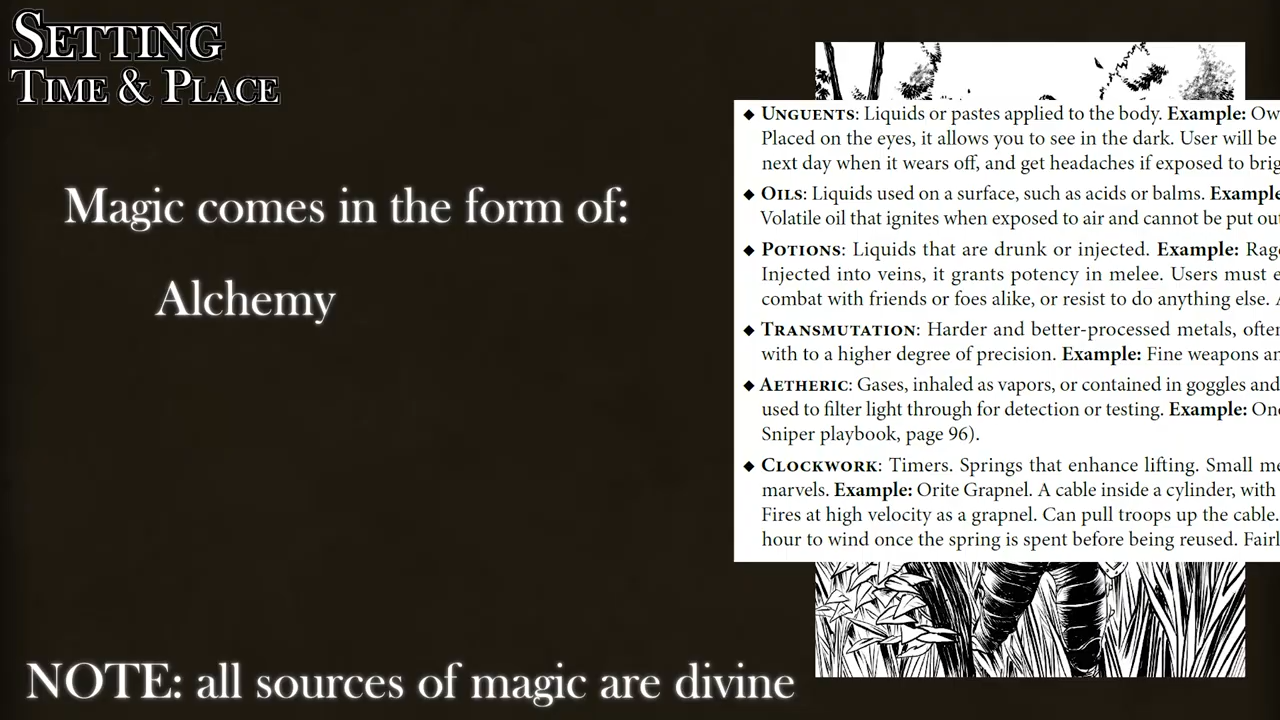 SETTING
TIME & PLACE
Magic comes in the form of:
Alchemy
◆ UNGUENTS: Liquids or pastes applied to the body. Example:
Placed on the eyes, it allows you to see in the dark. User will be
next day when it wears off, and get headaches if exposed to
◆ OILS: Liquids used on a surface, such as acids or balms. Example
Volatile oil that ignites when exposed to air and cannot be put
◆ POTIONS: Liquids that are drunk or injected. Example:
Injected into veins, it grants potency in melee. Users must
combat with friends or foes alike, or resist to do anything else.
◆ TRANSMUTATION: Harder and better-processed metals,
with to a higher degree of precision. Example: Fine weapons
◆ AETHERIC: Gases, inhaled as vapors, or contained in goggles and
used to filter light through for detection or testing. Example:
Sniper playbook, page 96).
◆ CLOCKWORK: Timers. Springs that enhance lifting. Small
marvels. Example: Orite Grapnel. A cable inside a cylinder, with
Fires at high velocity as a grapnel. Can pull troops up the cable.
hour to wind once the spring is spent before being reused.
NOTE: all sources of magic are divine